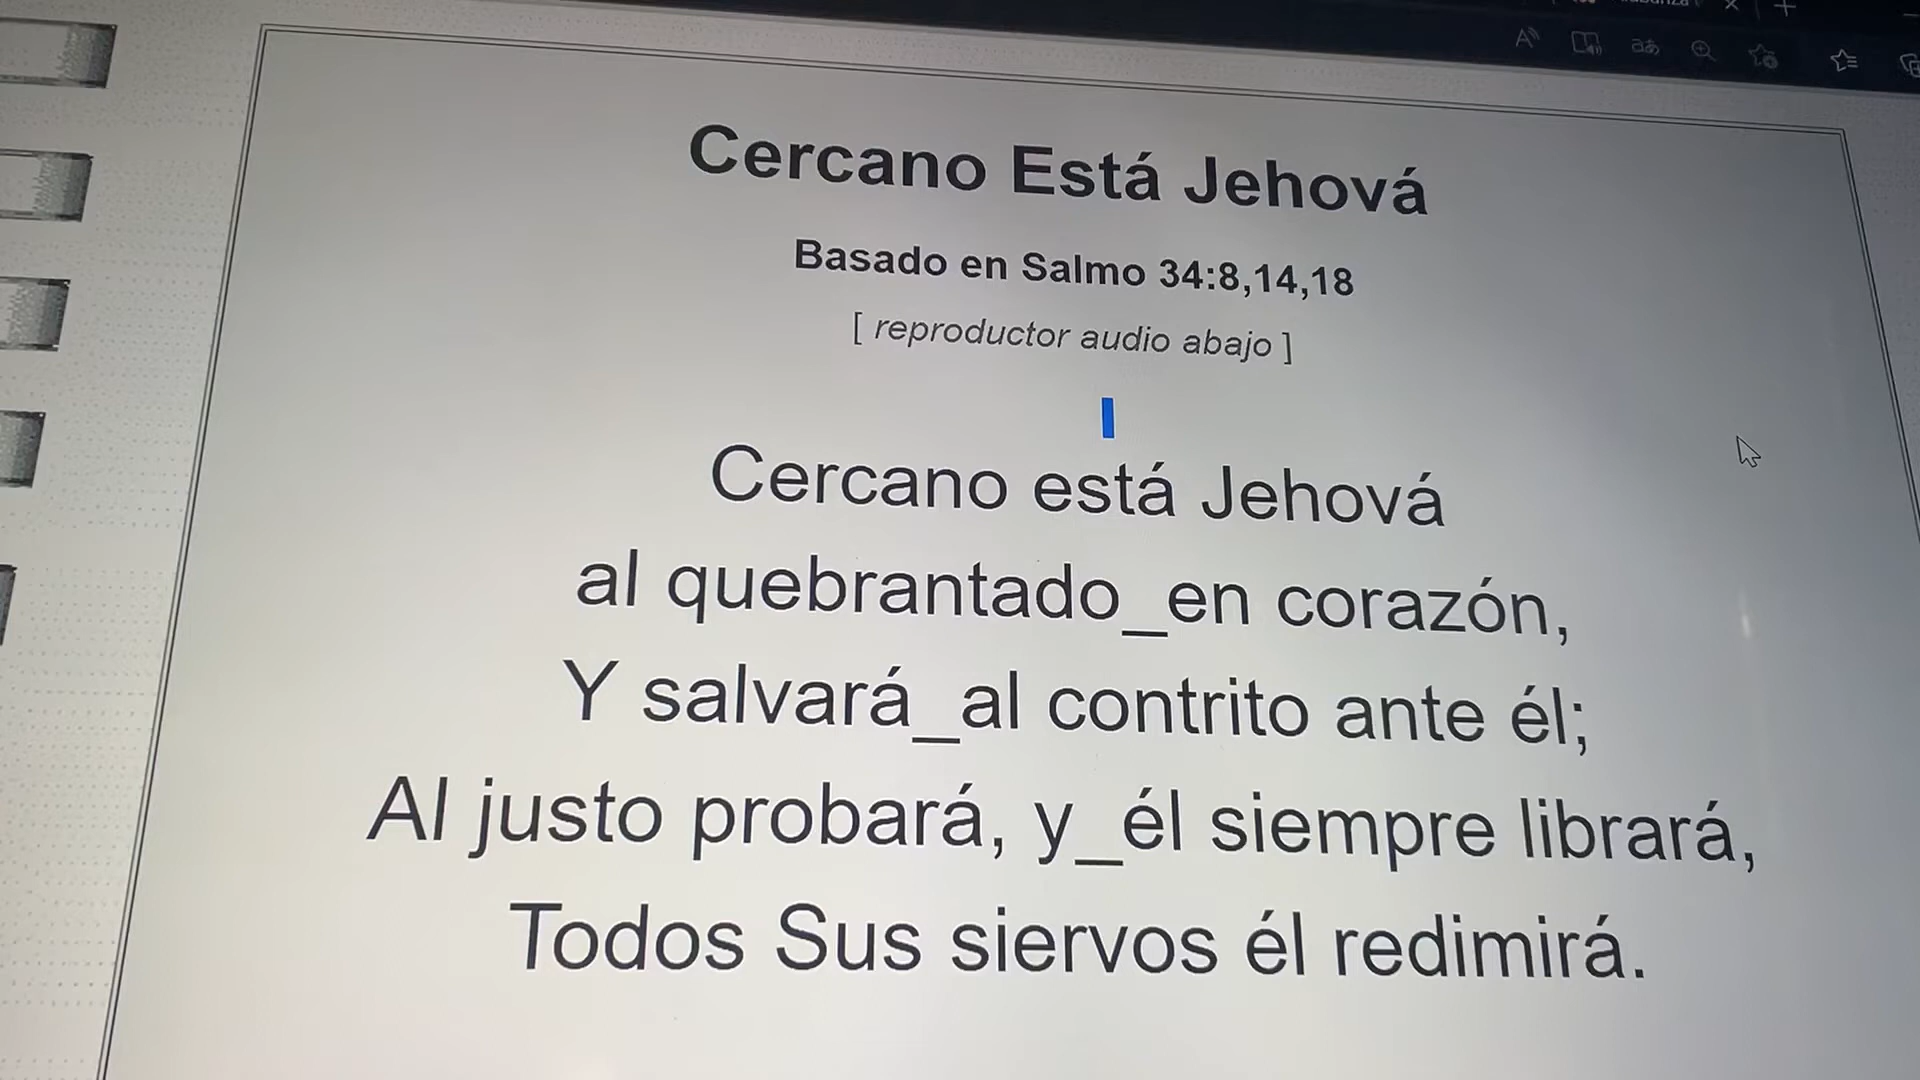 Cercano Está Jehová
Basado en Salmo 34:8,14,18
[ reproductor audio abajo ]
Cercano está Jehová
al quebrantado_en corazón,
Y salvará_al contrito ante él;
Al justo probará, y_él siempre librará,
Todos Sus siervos él redimirá.